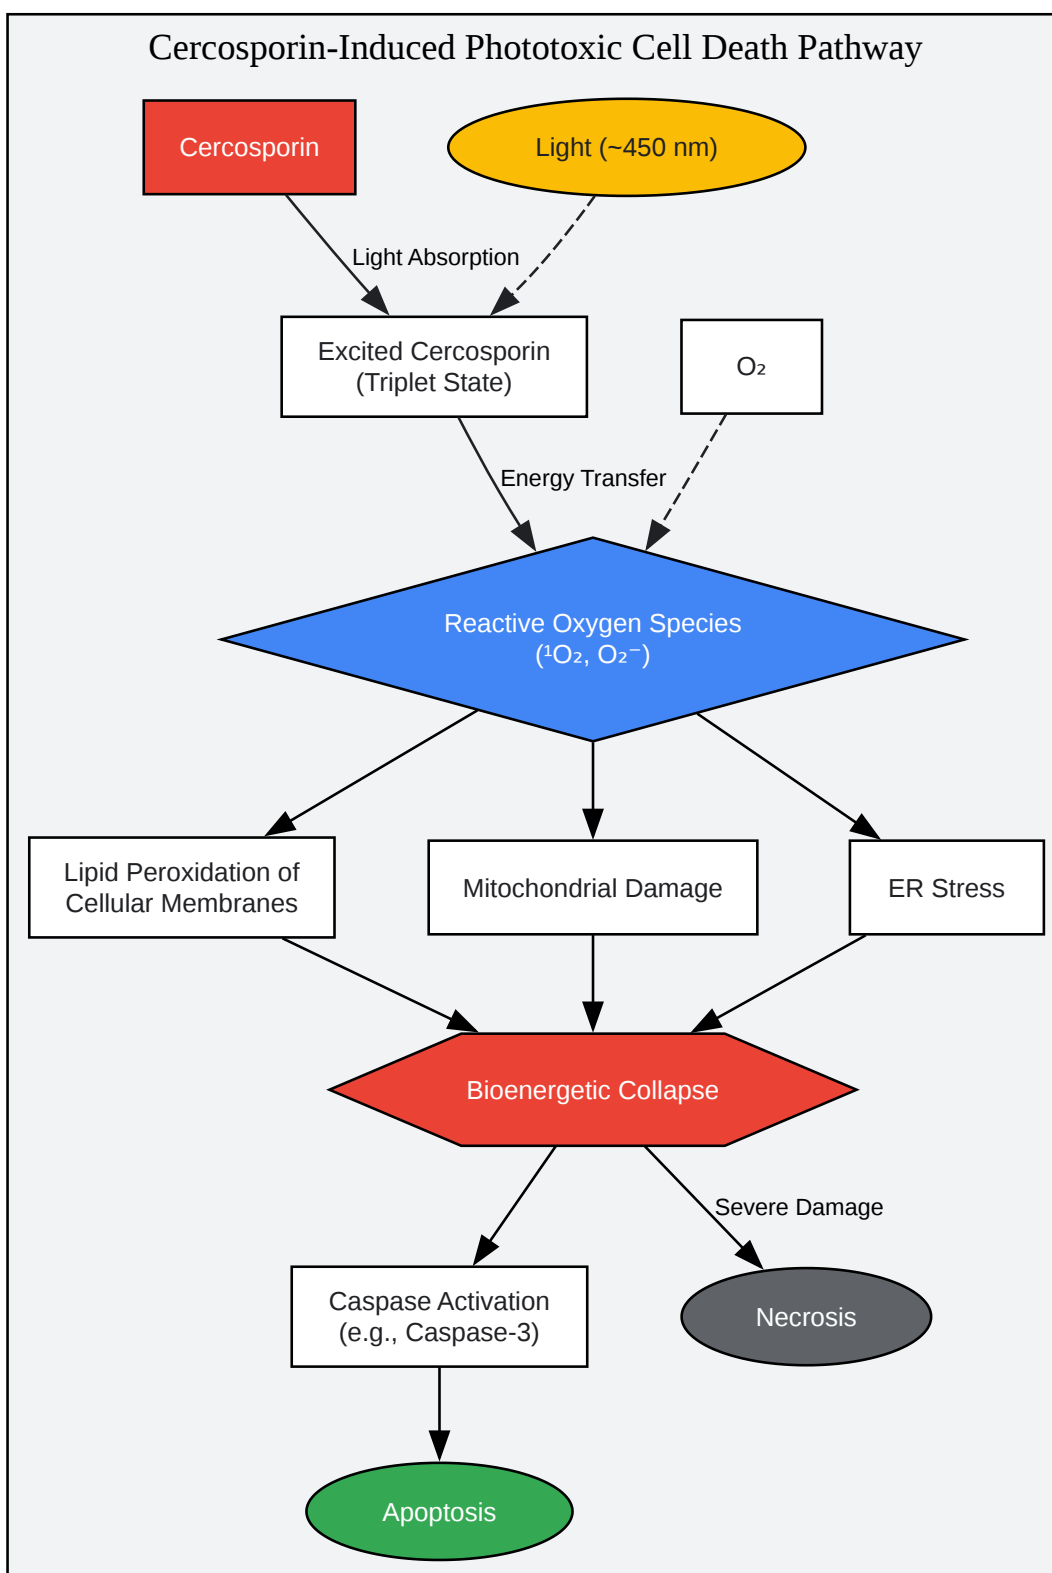 Cercosporin-Induced Phototoxic Cell Death Pathway
Cercosporin
Light (~450 nm)
Light Absorption
Excited Cercosporin
(Triplet State)
O₂
Energy Transfer
Reactive Oxygen Species
(¹O₂, O₂⁻)
Lipid Peroxidation of
Cellular Membranes
Mitochondrial Damage
ER Stress
Bioenergetic Collapse
Severe Damage
Caspase Activation
(e.g., Caspase-3)
Necrosis
Apoptosis